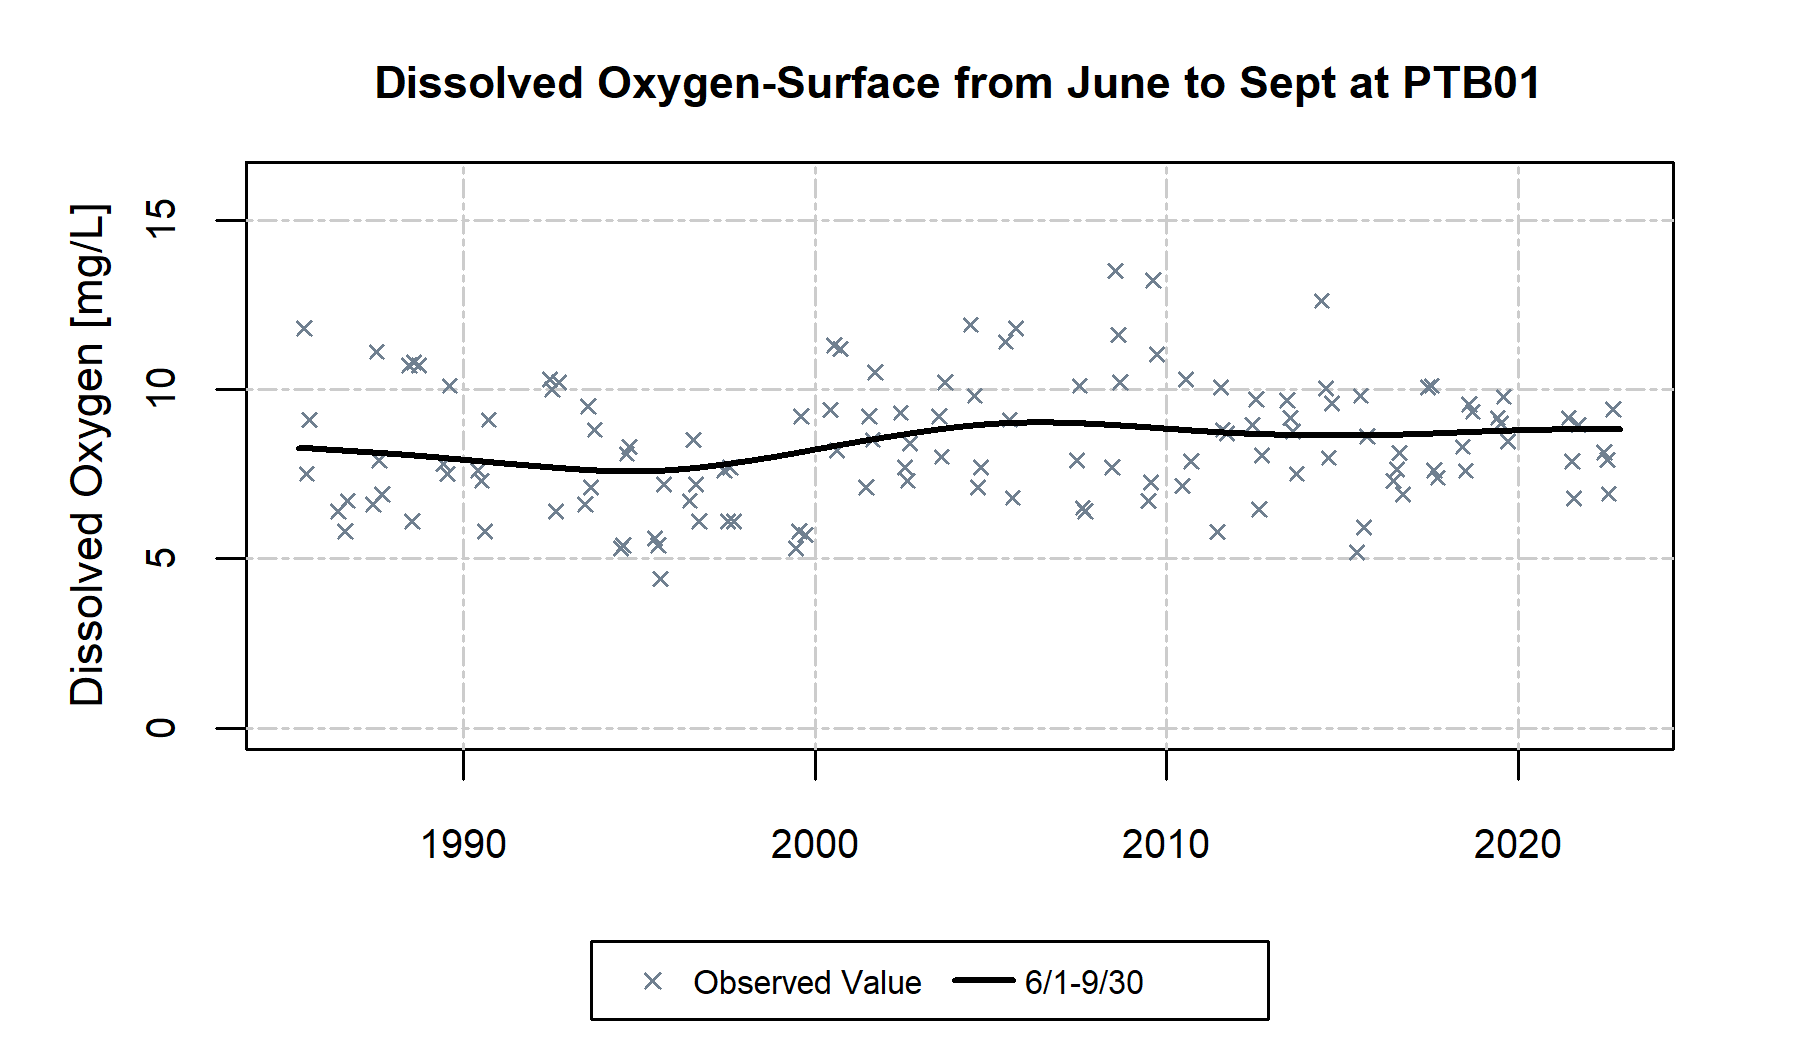 Dissolved Oxygen-Surface from June to Sept at PTB01
Dissolved Oxygen [mg/L]
15
10
5
0
1990 2000 2010 2020
Observed Value 6/1-9/30